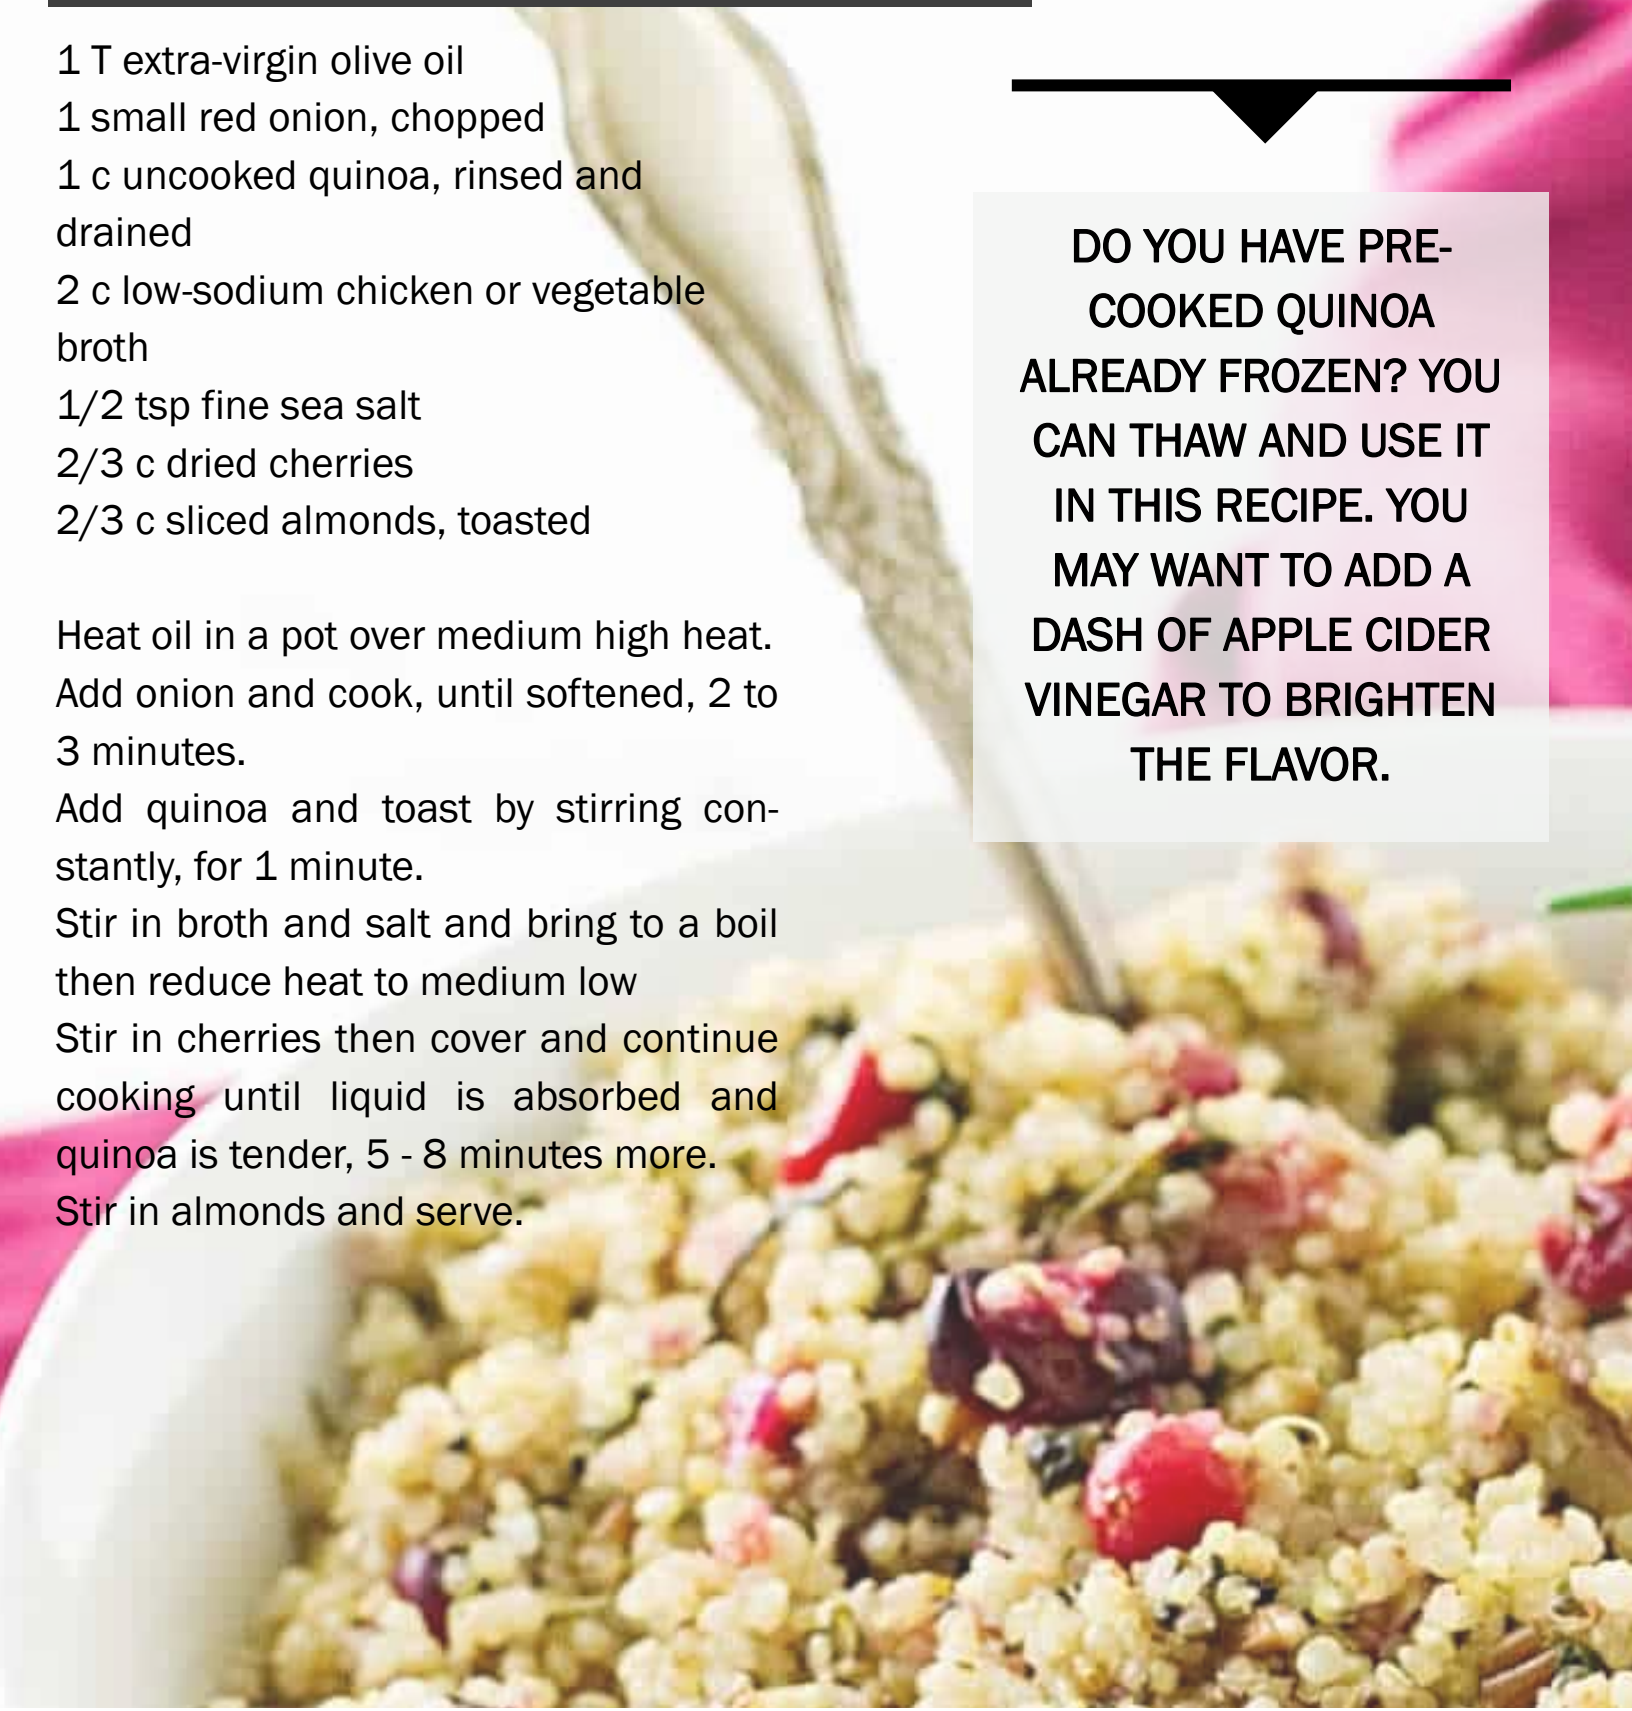 1 T extra-virgin olive oil
1 small red onion, chopped
1 c uncooked quinoa, rinsed and
drained
2 c low-sodium chicken or vegetable
broth
1/2 tsp fine sea salt
2/3 c dried cherries
2/3 c sliced almonds, toasted
Heat oil in a pot over medium high heat.
Add onion and cook, until softened, 2 to
3 minutes.
Add quinoa and toast by stirring con-
stantly, for 1 minute.
Stir in broth and salt and bring to a boil
then reduce heat to medium low
Stir in cherries then cover and continue
cooking until liquid is absorbed and
quinoa is tender, 5 - 8 minutes more.
Stir in almonds and serve.
DO YOU HAVE PRE-
COOKED QUINOA
ALREADY FROZEN? YOU
CAN THAW AND USE IT
IN THIS RECIPE. YOU
MAY WANT TO ADD A
DASH OF APPLE CIDER
VINEGAR TO BRIGHTEN
THE FLAVOR.